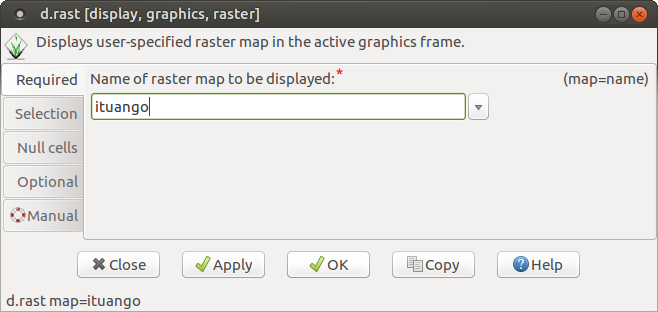 d.rast [display, graphics, raster]
Displays user-specified raster map in the active graphics frame.
Required
Name of raster map to be displayed:* (map=name)
Selection
ituango
Null cells
Optional
Manual
Close Apply OK Copy Help
d.rast map=ituango